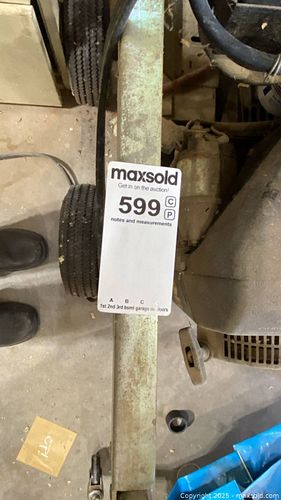 maxsold
Get in on the auction!
599 C
P
notes and measurements
A B C
1st 2nd 3rd bsmt garage outdoors
Copyright 2025 - MaxSold